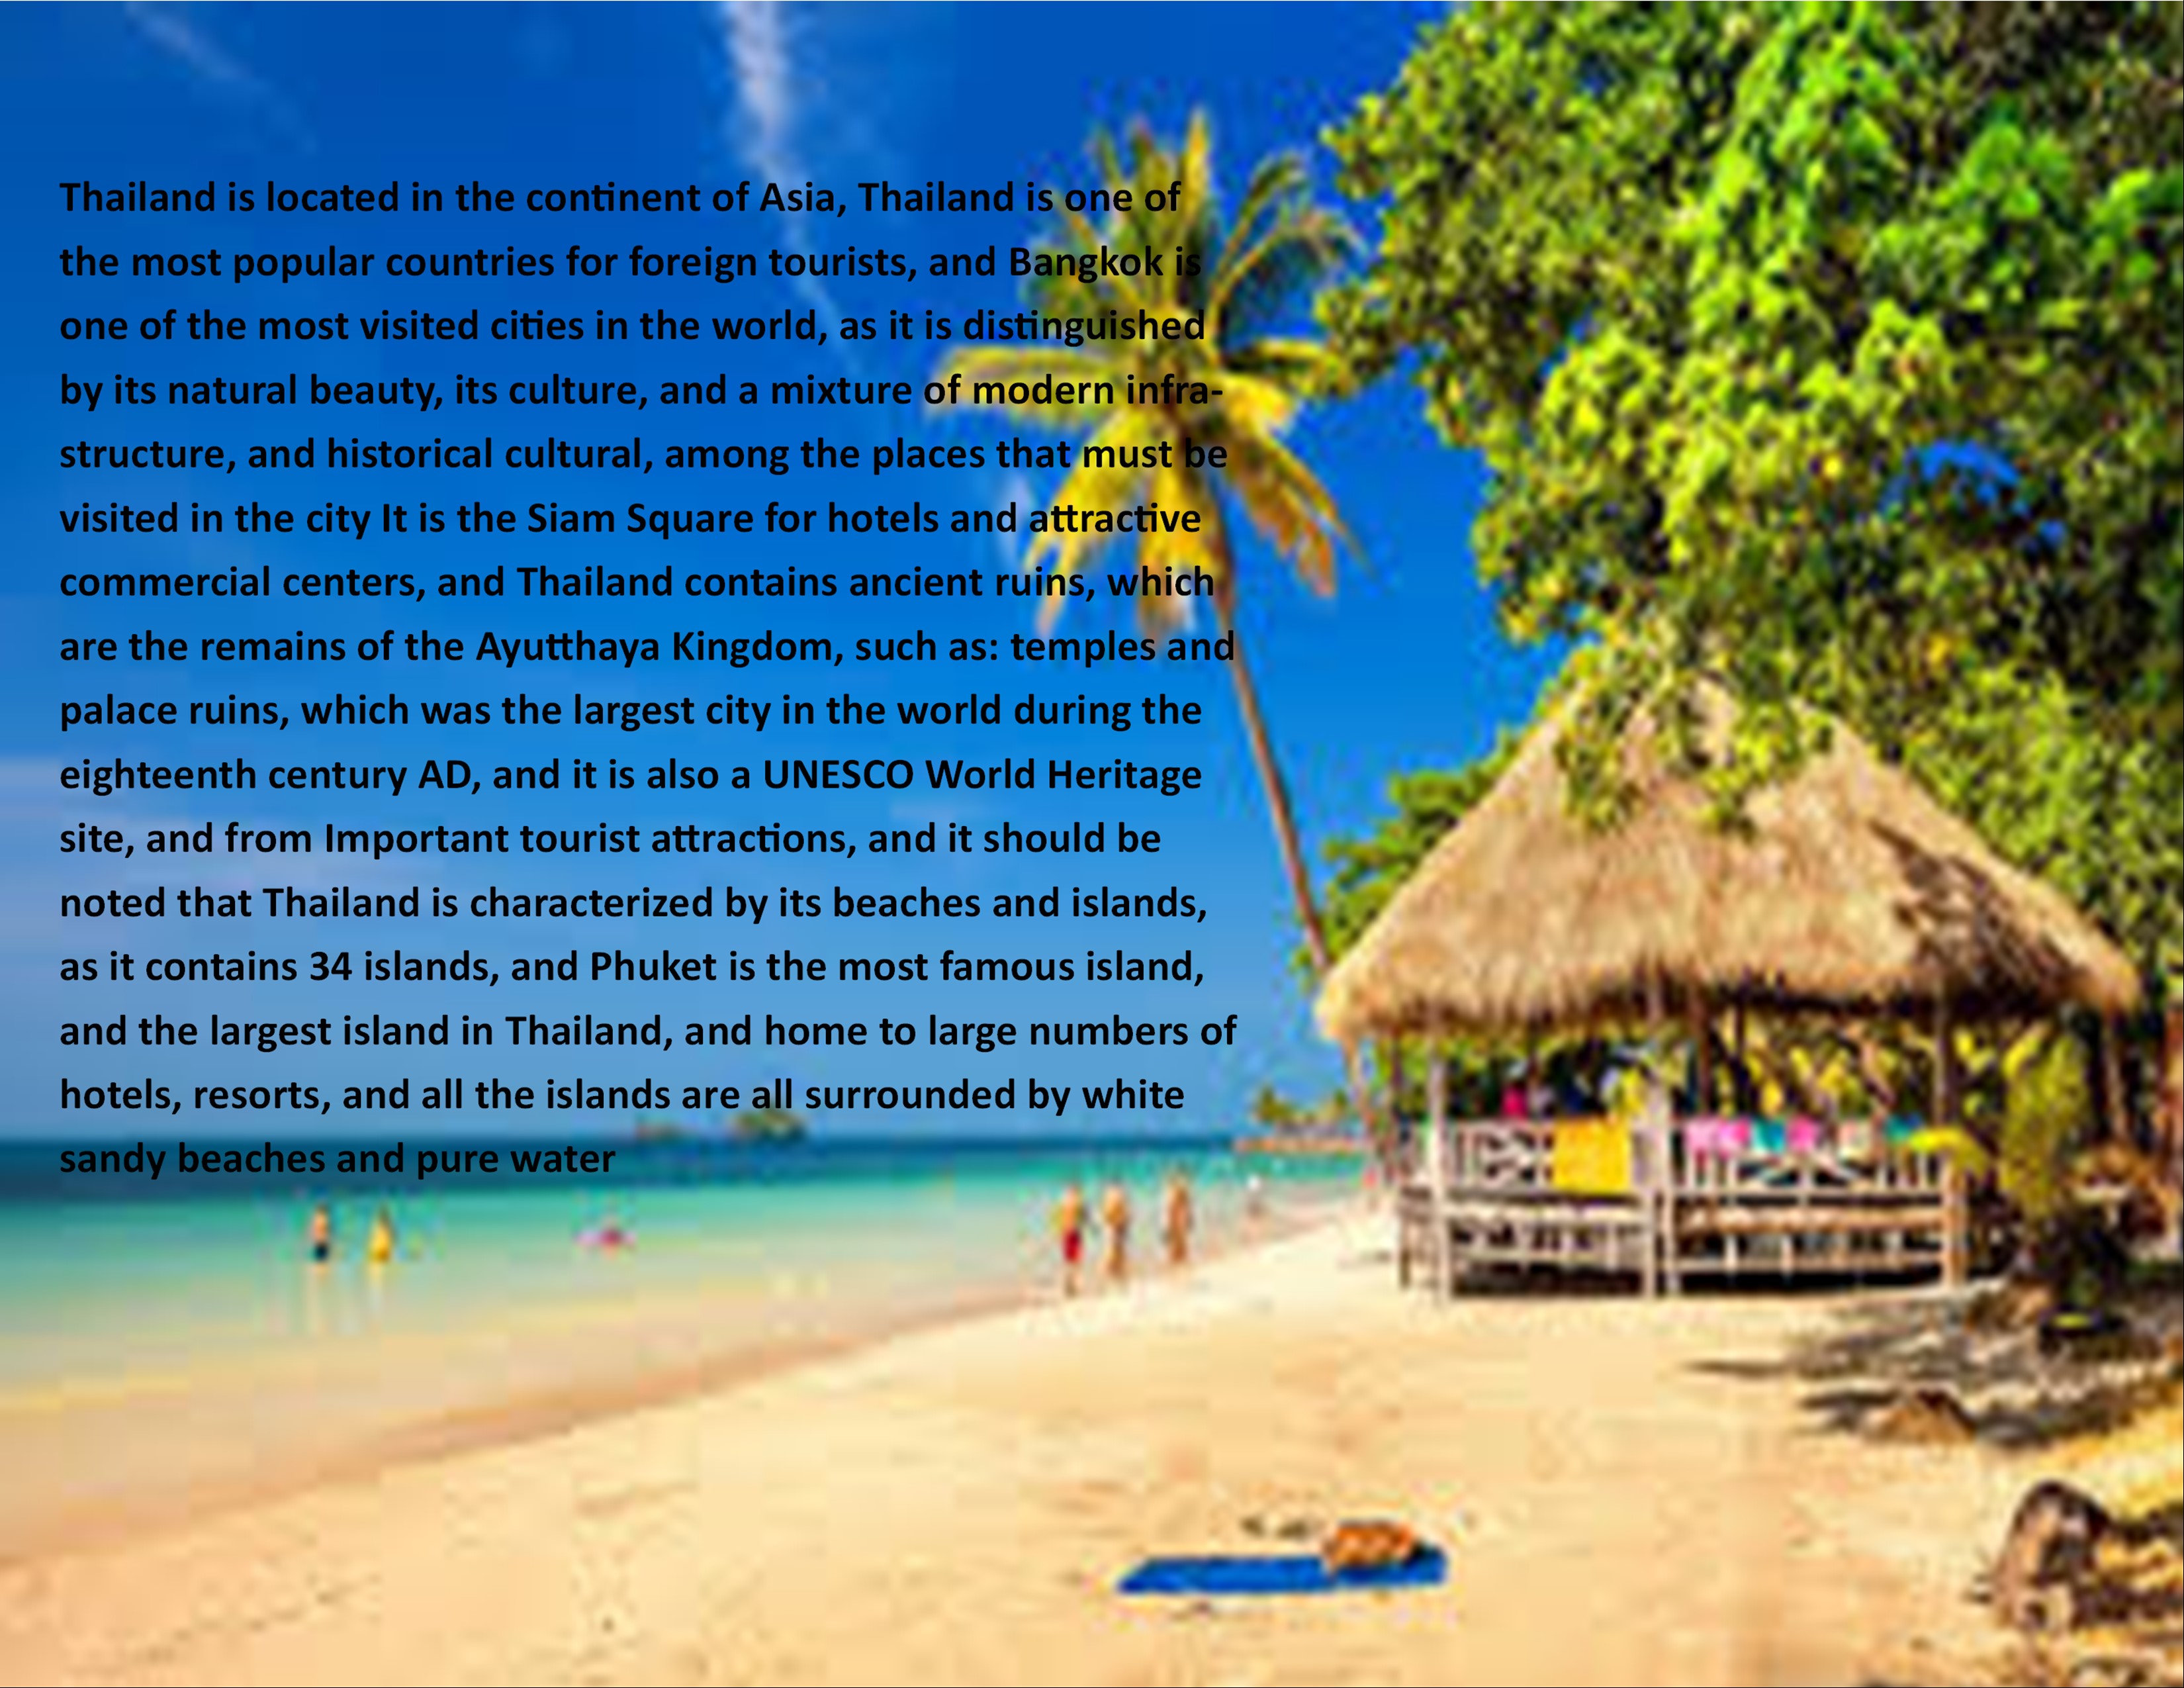 Thailand is located in the continent of Asia, Thailand is one of
the most popular countries for foreign tourists, and Bangkok is
one of the most visited cities in the world, as it is distinguished
by its natural beauty, its culture, and a mixture of modern infra-
structure, and historical cultural, among the places that must be
visited in the city It is the Siam Square for hotels and attractive
commercial centers, and Thailand contains ancient ruins, which
are the remains of the Ayutthaya Kingdom, such as: temples and
palace ruins, which was the largest city in the world during the
eighteenth century AD, and it is also a UNESCO World Heritage
site, and from Important tourist attractions, and it should be
noted that Thailand is characterized by its beaches and islands,
as it contains 34 islands, and Phuket is the most famous island,
and the largest island in Thailand, and home to large numbers of
hotels, resorts, and all the islands are all surrounded by white
sandy beaches and pure water